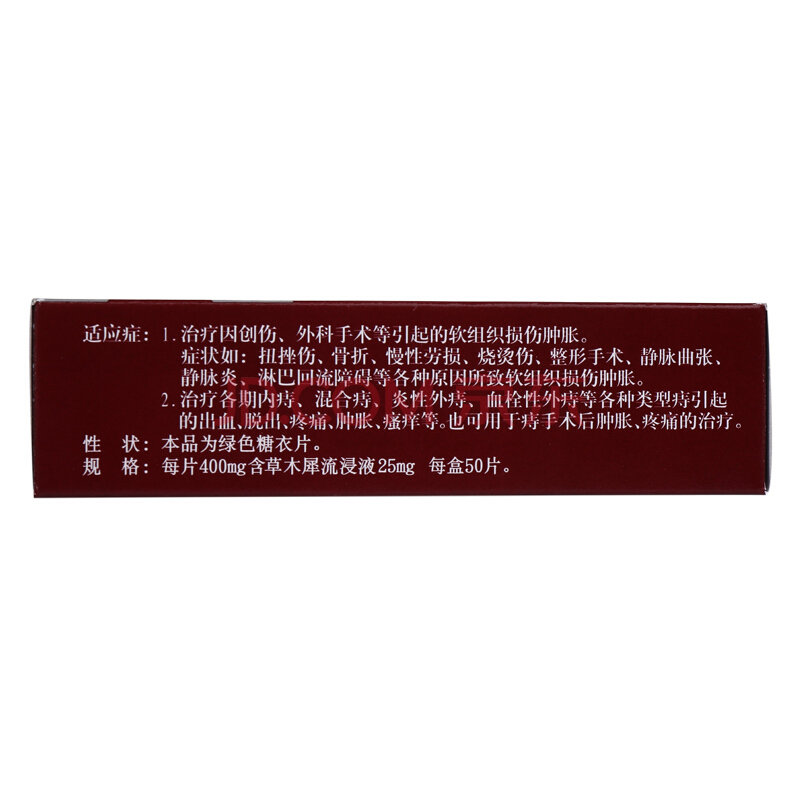 适应症：1.治疗因创伤、外科手术等引起的软组织损伤肿胀。
症状如：扭挫伤、骨折、慢性劳损、烧烫伤、整形手术、静脉曲张、
静脉炎、淋巴回流障碍等各种原因所致软组织损伤肿胀。
2.治疗各期内痔、混合痔、炎性外痔、血栓性外痔等各种类型痔引起
的出血、脱出、疼痛、肿胀、瘙痒等。也可用于痔手术后肿胀、疼痛的治疗。
性 状：本品为绿色糖衣片。
规 格：每片400mg含草木犀流浸液25mg 每盒50片。
JD.COM 京东